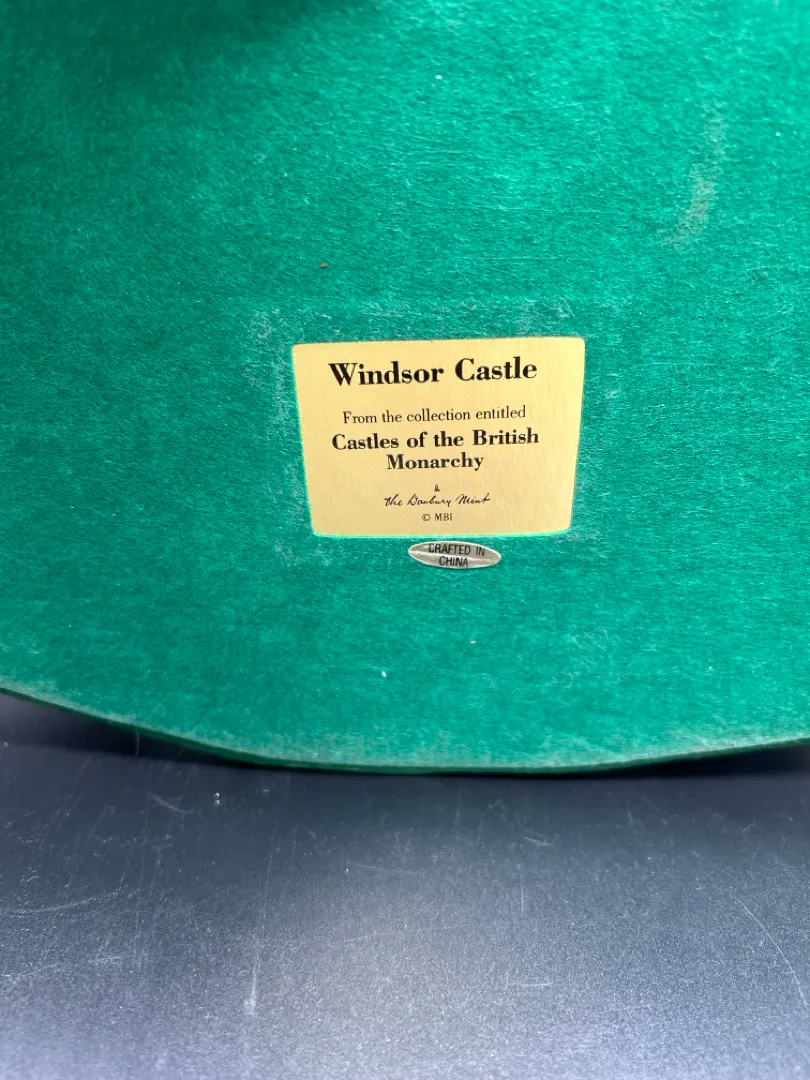 Windsor Castle
From the collection entitled
Castles of the British
Monarchy
The Danbury Mint
© MBI
CRAFTED IN
CHINA